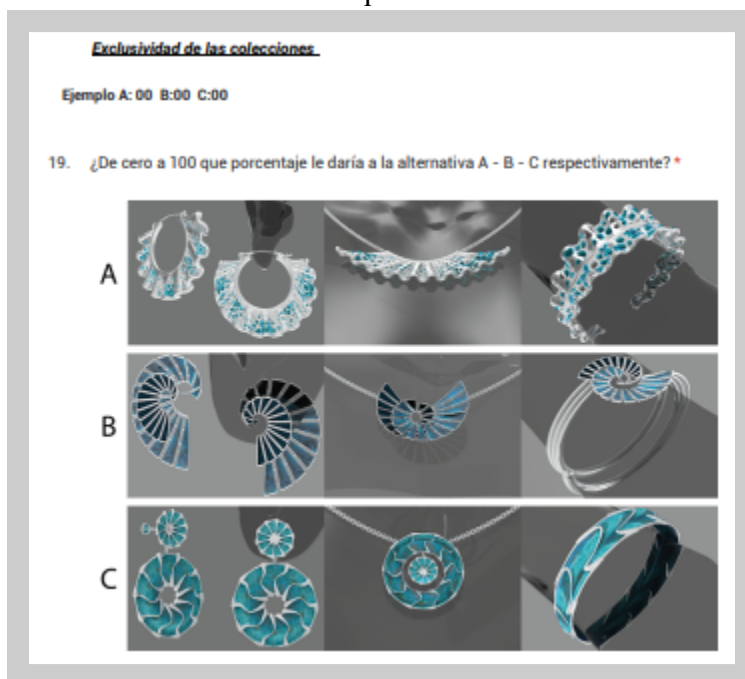 Exclusividad de las colecciones
Ejemplo A: 00 B:00 C:00
19. ¿De cero a 100 que porcentaje le daría a la alternativa A - B - C respectivamente? *
A
B
C